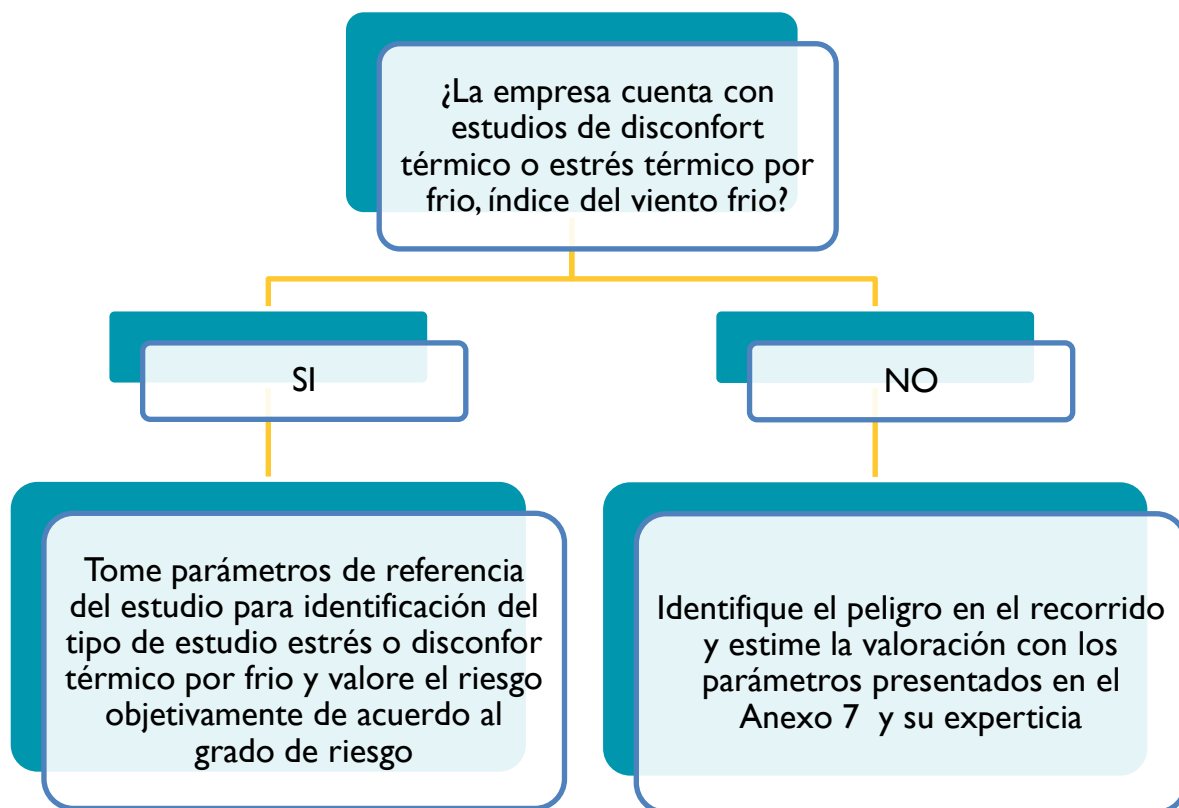 ¿La empresa cuenta con
estudios de disconfort
térmico o estrés térmico por
frio, índice del viento frio?
SI
NO
Tome parámetros de referencia
del estudio para identificación del
tipo de estudio estrés o disconfor
térmico por frio y valore el riesgo
objetivamente de acuerdo al
grado de riesgo
Identifique el peligro en el recorrido
y estime la valoración con los
parámetros presentados en el
Anexo 7 y su experticia